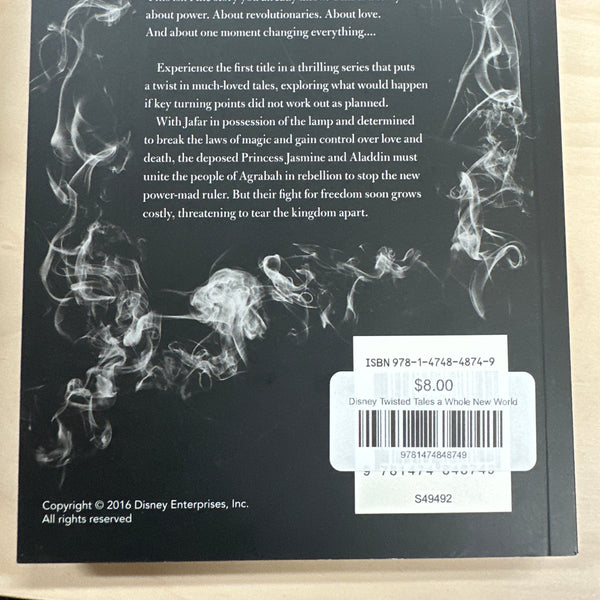 about power. About revolutionaries. About love.
And about one moment changing everything....
Experience the first title in a thrilling series that puts
a twist in much-loved tales, exploring what would happen
if key turning points did not work out as planned.
With Jafar in possession of the lamp and determined
to break the laws of magic and gain control over love and
death, the deposed Princess Jasmine and Aladdin must
unite the people of Agrabah in rebellion to stop the new
power-mad ruler. But their fight for freedom soon grows
costly, threatening to tear the kingdom apart.
ISBN 978-1-4748-4874-9
$8.00
Disney Twisted Tales a Whole New World
9781474848749
9 781474 848749
S49492
Copyright © 2016 Disney Enterprises, Inc.
All rights reserved